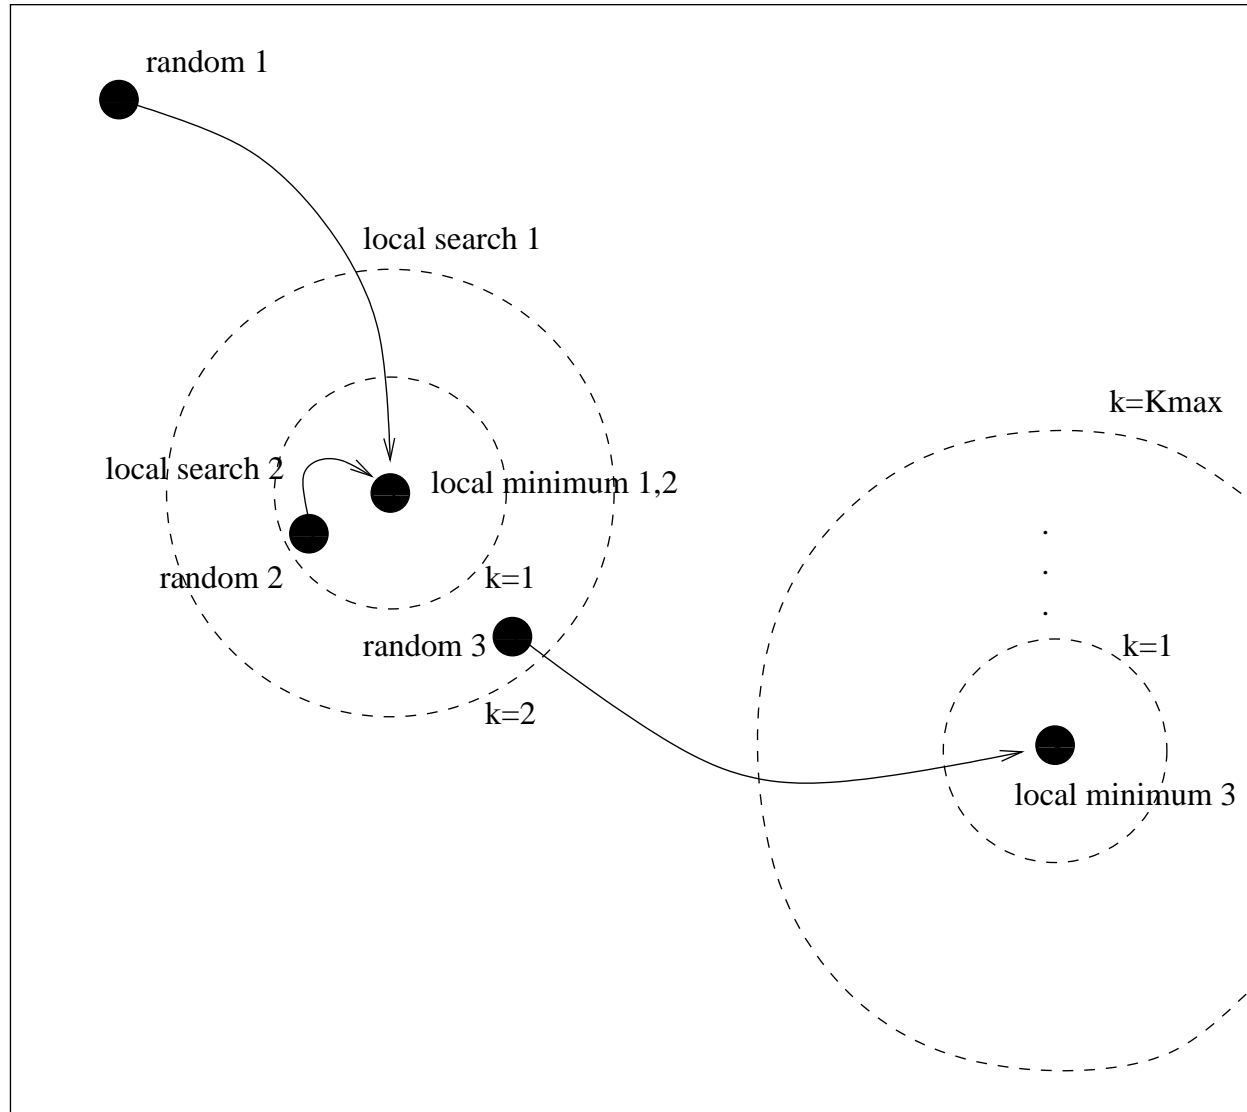 random 1
local search 1
k=Kmax
local search 2
local minimum 1,2
random 2
k=1
random 3
k=1
k=2
local minimum 3